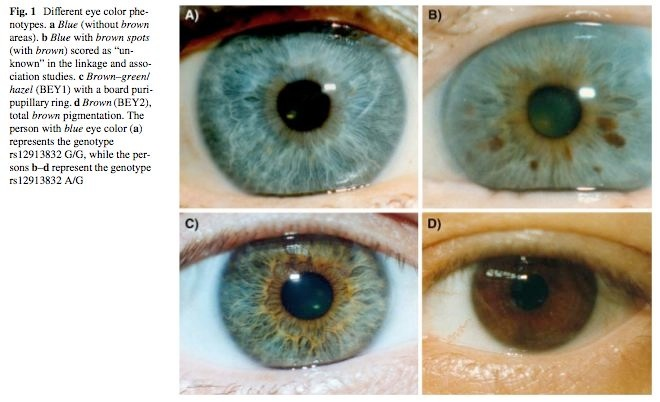 Fig. 1 Different eye color phe-
notypes. a Blue (without brown
areas). b Blue with brown spots
(with brown) scored as “un-
known” in the linkage and asso-
ciation studies. c Brown–green/
hazel (BEY1) with a board puri-
pupillary ring. d Brown (BEY2),
total brown pigmentation. The
person with blue eye color (a)
represents the genotype
rs12913832 G/G, while the per-
sons b–d represent the genotype
rs12913832 A/G
A)
B)
C)
D)